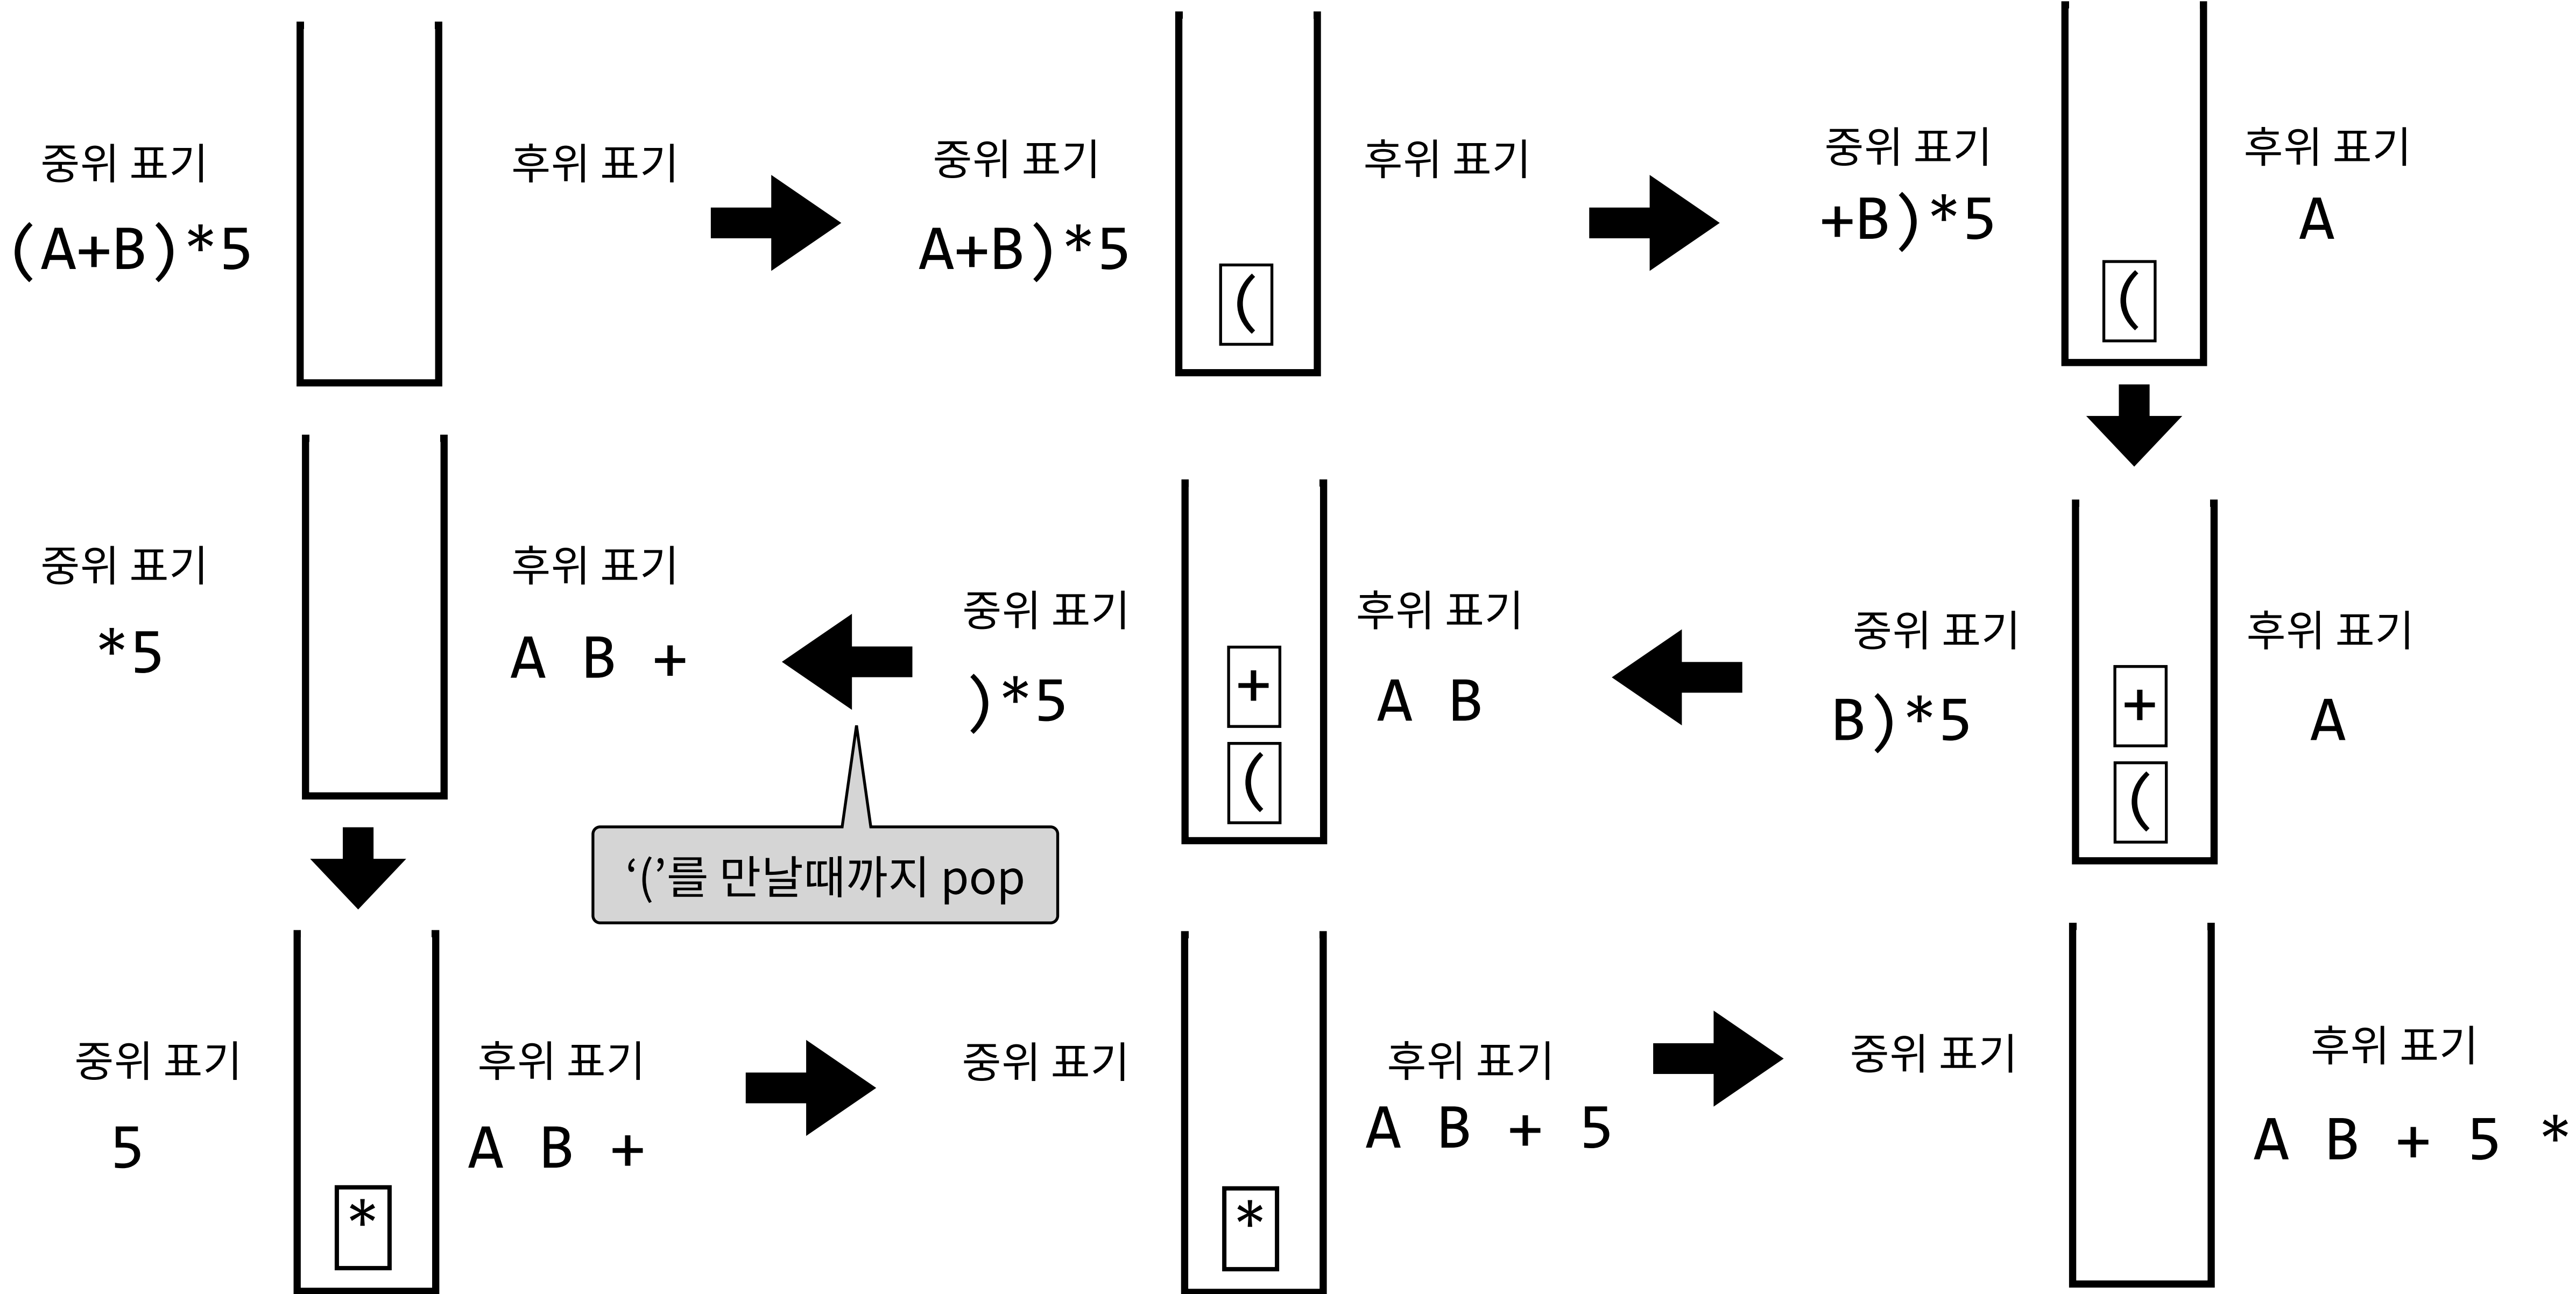 중위 표기
(A+B)*5
후위 표기
중위 표기
A+B)*5
(
후위 표기
중위 표기
+B)*5
(
후위 표기
A
중위 표기
B)*5
+
(
후위 표기
A
중위 표기
)*5
+
(
후위 표기
A B
‘(’를 만날때까지 pop
중위 표기
*5
후위 표기
A B +
중위 표기
5
*
후위 표기
A B +
중위 표기
*
후위 표기
A B + 5
중위 표기
후위 표기
A B + 5 *